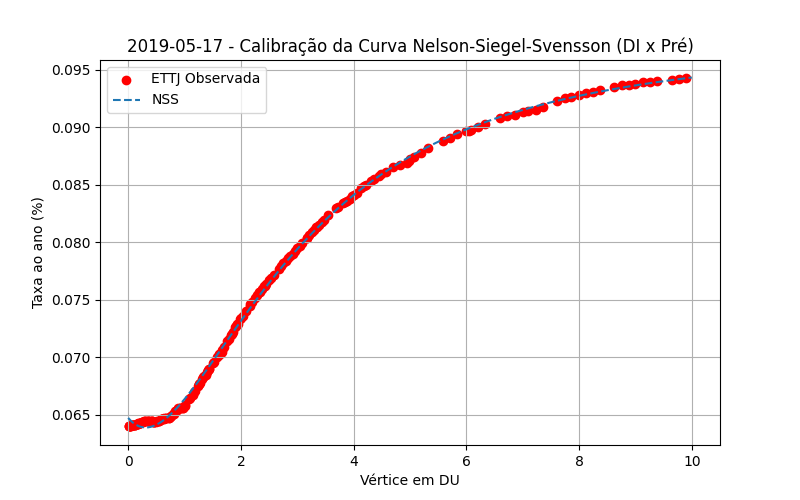 2019-05-17 - Calibração da Curva Nelson-Siegel-Svensson (DI x Pré)
ETTJ Observada
NSS
Taxa ao ano (%)
0.095
0.090
0.085
0.080
0.075
0.070
0.065
0 2 4 6 8 10
Vértice em DU